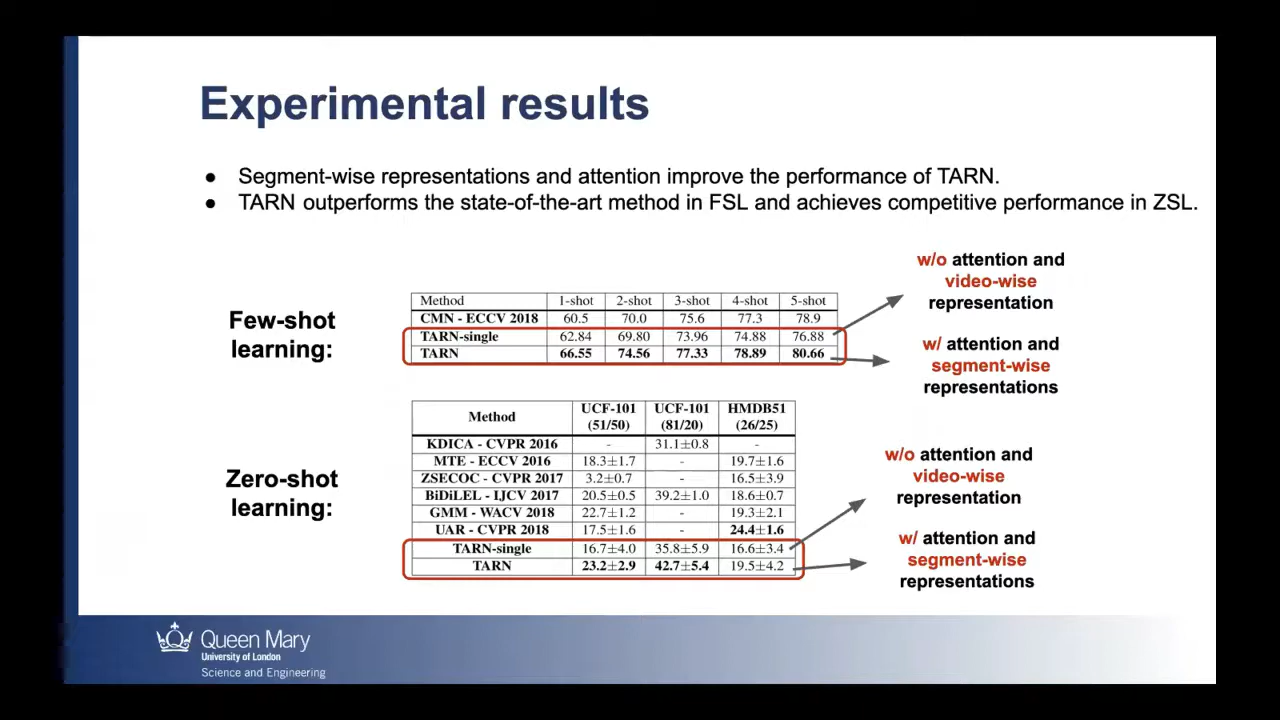 Experimental results
● Segment-wise representations and attention improve the performance of TARN.
● TARN outperforms the state-of-the-art method in FSL and achieves competitive performance in ZSL.
Few-shot
learning:
Method 1-shot 2-shot 3-shot 4-shot 5-shot
CMN - ECCV 2018 60.5 70.0 75.6 77.3 78.9
TARN-single 62.84 69.80 73.96 74.88 76.88
TARN 66.55 74.56 77.33 78.89 80.66
w/o attention and
video-wise
representation
w/ attention and
segment-wise
representations
Zero-shot
learning:
Method UCF-101 (51/50) UCF-101 (81/20) HMDB51 (26/25)
KDICA - CVPR 2016 - 31.1±0.8 -
MTE - ECCV 2016 18.3±1.7 - 19.7±1.6
ZSECOC - CVPR 2017 3.2±0.7 - 16.5±3.9
BiDiLEL - IJCV 2017 20.5±0.5 39.2±1.0 18.6±0.7
GMM - WACV 2018 22.7±1.2 - 19.3±2.1
UAR - CVPR 2018 17.5±1.6 - 24.4±1.6
TARN-single 16.7±4.0 35.8±5.9 16.6±3.4
TARN 23.2±2.9 42.7±5.4 19.5±4.2
w/o attention and
video-wise
representation
w/ attention and
segment-wise
representations
Queen Mary
University of London
Science and Engineering